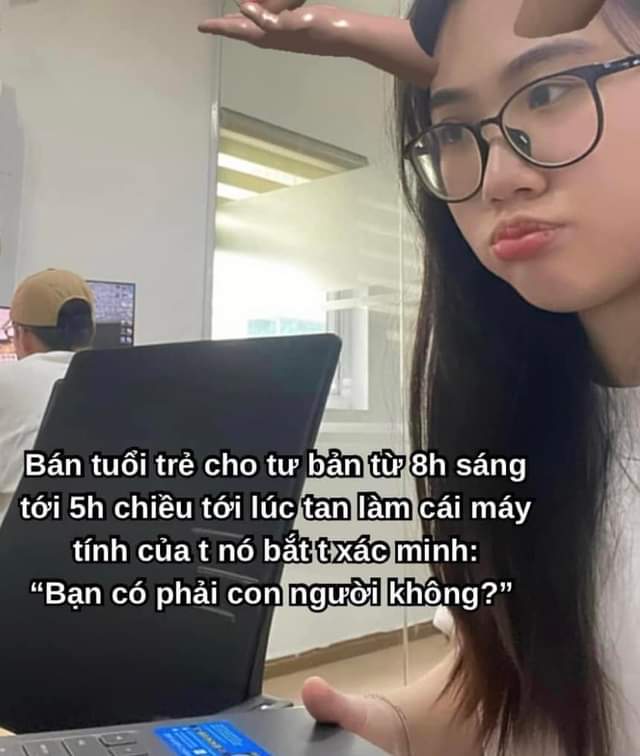 Bán tuổi trẻ cho tư bản từ 8h sáng
tới 5h chiều tới lúc tan làm cái máy
tính của t nó bắt t xác minh:
“Bạn có phải con người không?”